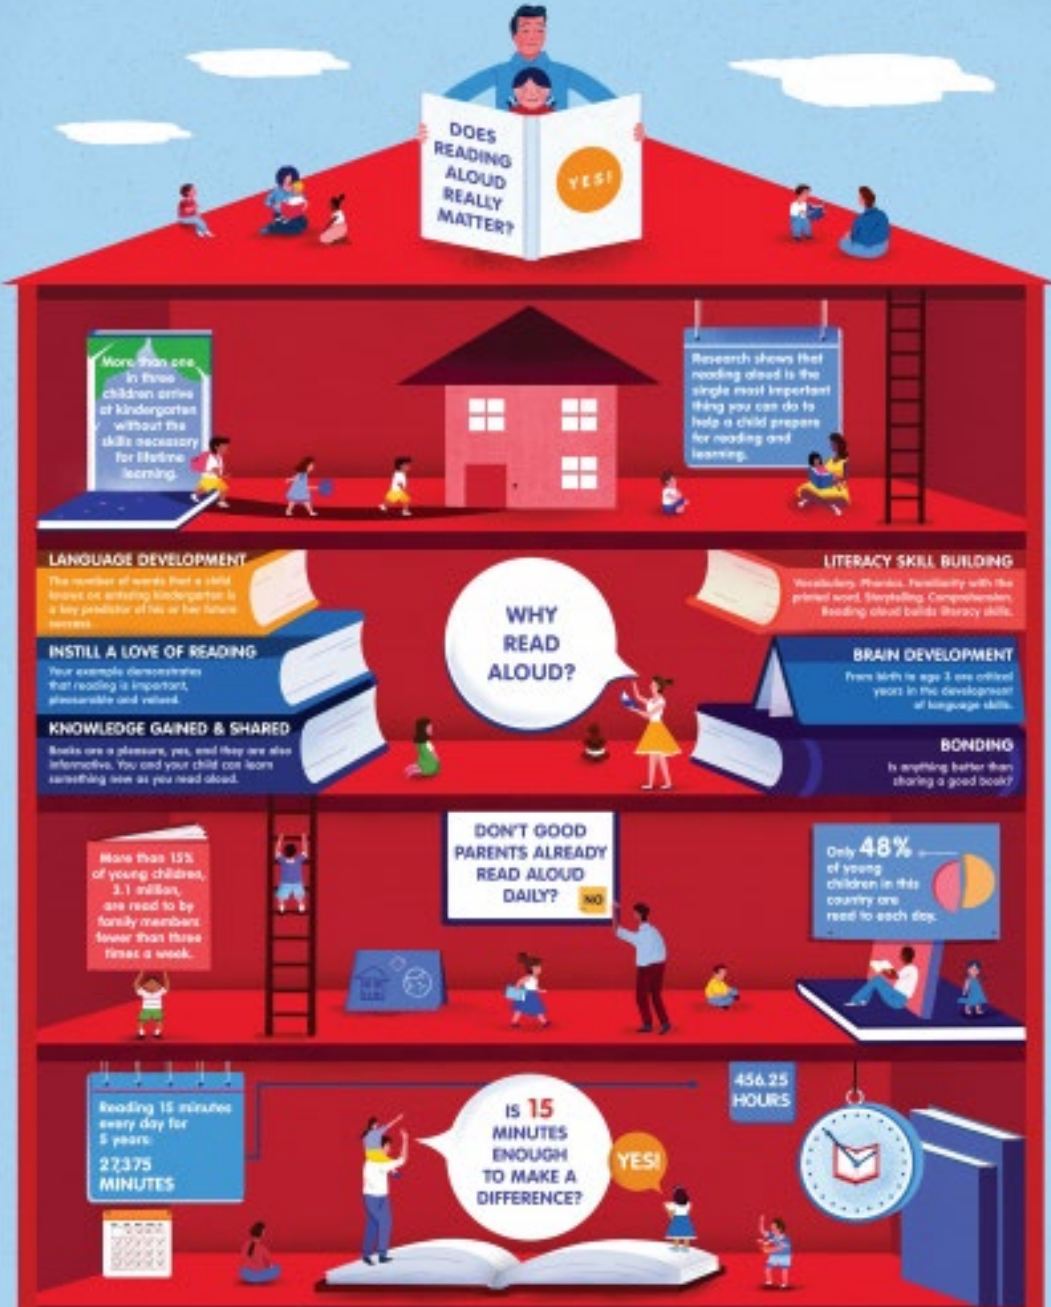 DOES
READING
ALOUD
REALLY
MATTER?
YES!
More than one
in three
children arrive
at kindergarten
without the
skills necessary
for lifetime
learning.
Research shows that
reading aloud is the
single most important
thing you can do to
help a child prepare
for reading and
learning.
LANGUAGE DEVELOPMENT
The number of words that a child
knows on entering kindergarten is
a key predictor of his or her future
success.
INSTILL A LOVE OF READING
Your example demonstrates
that reading is important,
pleasurable and valued.
KNOWLEDGE GAINED & SHARED
Books are a pleasure, yes, and they are also
informative. You and your child can learn
something new as you read aloud.
WHY
READ
ALOUD?
LITERACY SKILL BUILDING
Vocabulary. Phonics. Familiarity with the
printed word. Storytelling. Comprehension.
Reading aloud builds literacy skills.
BRAIN DEVELOPMENT
From birth to age 3 are critical
years in the development
of language skills.
BONDING
Is anything better than
sharing a good book?
More than 15%
of young children,
3.1 million,
are read to by
family members
fewer than three
times a week.
DON'T GOOD
PARENTS ALREADY
READ ALOUD
DAILY?
NO
Only 48%
of young
children in this
country are
read to each day.
Reading 15 minutes
every day for
5 years:
27,375
MINUTES
IS 15
MINUTES
ENOUGH
TO MAKE A
DIFFERENCE?
YES!
456.25
HOURS